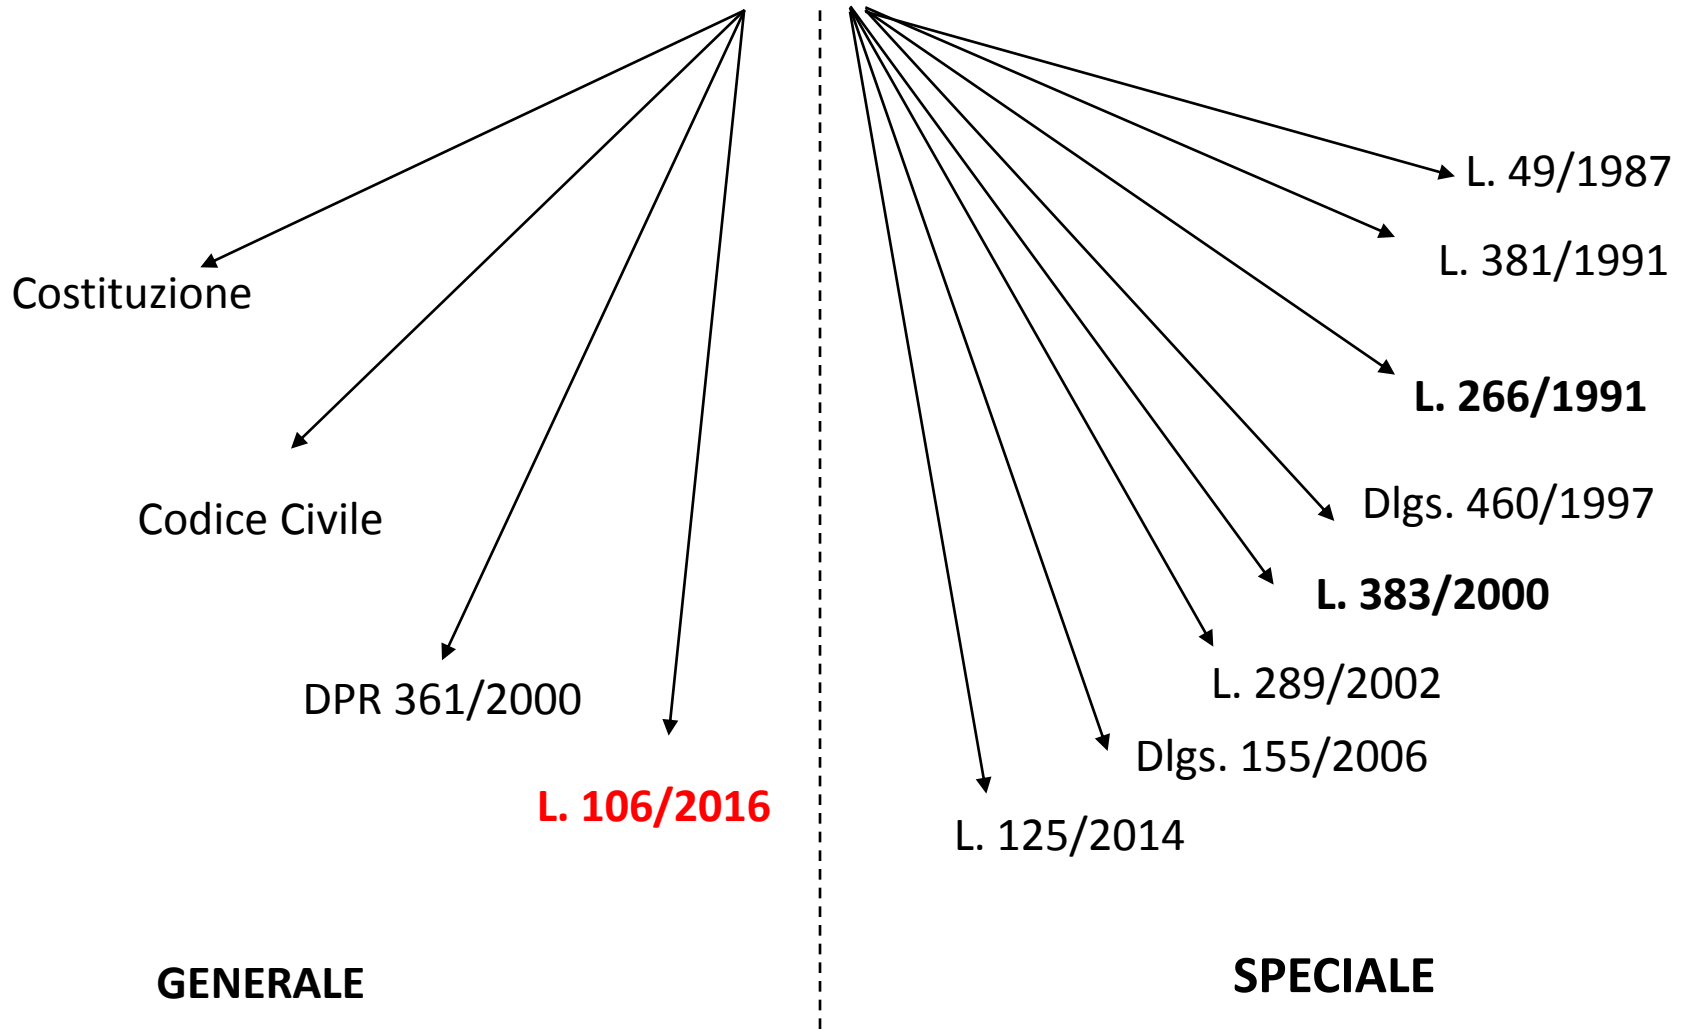 Costituzione
Codice Civile
DPR 361/2000
L. 106/2016
GENERALE
L. 49/1987
L. 381/1991
L. 266/1991
Dlgs. 460/1997
L. 383/2000
L. 289/2002
Dlgs. 155/2006
L. 125/2014
SPECIALE